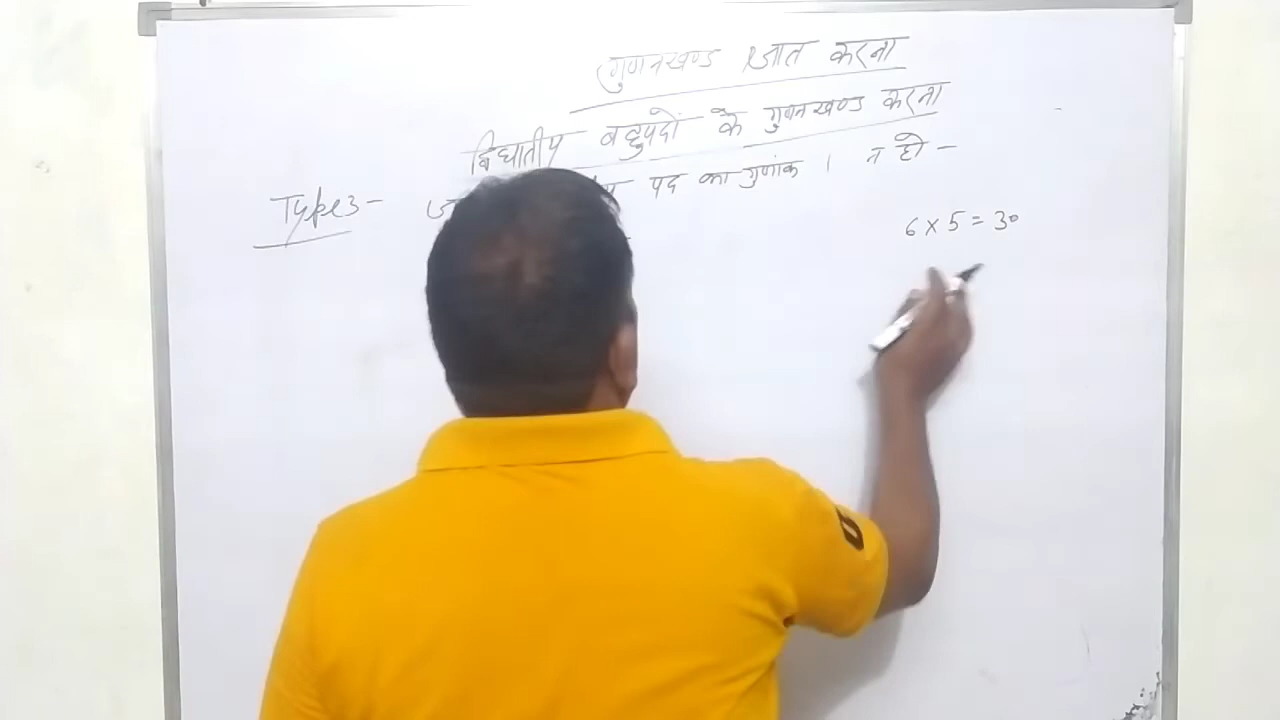 गुणनखण्ड ज्ञात करना
द्विघातीय बहुपदों के गुणनखण्ड करना
Type3- पद का गुणांक 1 न हो -
6 x 5 = 30